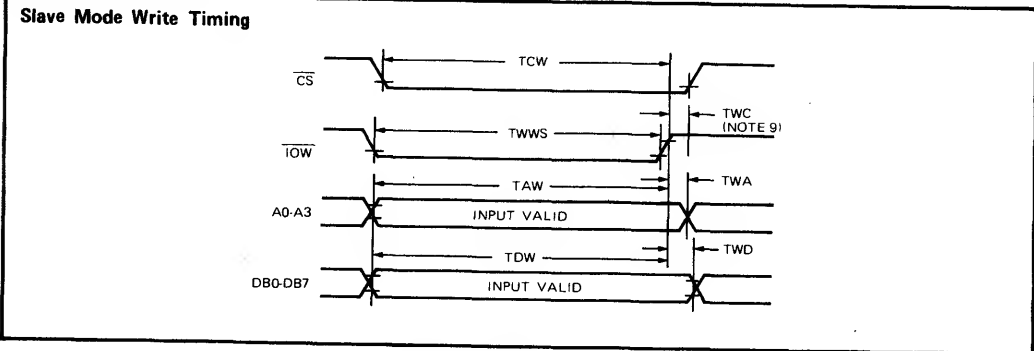 Slave Mode Write Timing
TCW
CS
TWC
(NOTE 9)
TWWS
IOW
TAW
TWA
A0-A3
INPUT VALID
TDW
TWD
DB0-DB7
INPUT VALID